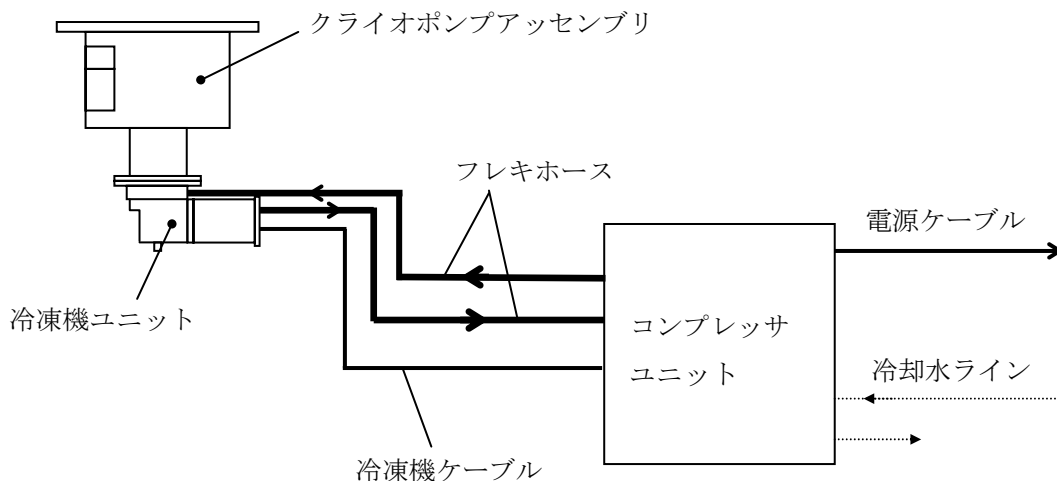 クライオポンプアッセンブリ
フレキホース
電源ケーブル
冷凍機ユニット
コンプレッサ
ユニット
冷却水ライン
冷凍機ケーブル